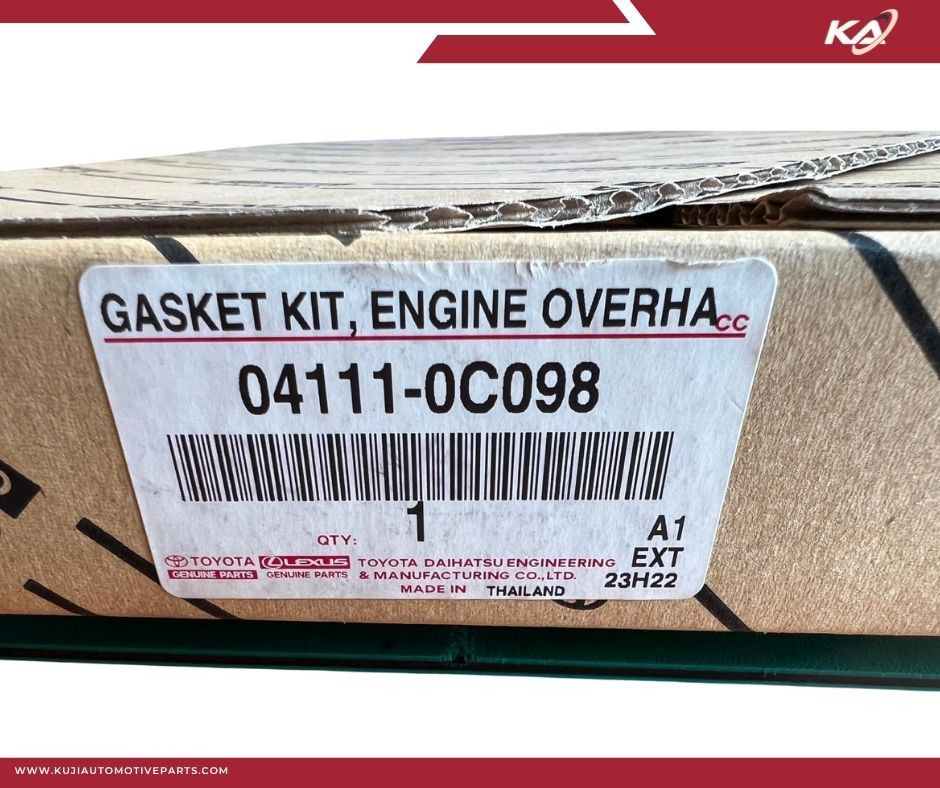 KA
GASKET KIT, ENGINE OVERHA CC
04111-0C098
1
QTY:
A1
EXT
23H22
TOYOTA LEXUS TOYOTA DAIHATSU ENGINEERING
GENUINE PARTS GENUINE PARTS & MANUFACTURING CO.,LTD.
MADE IN THAILAND
WWW.KUJIAUTOMOTIVEPARTS.COM